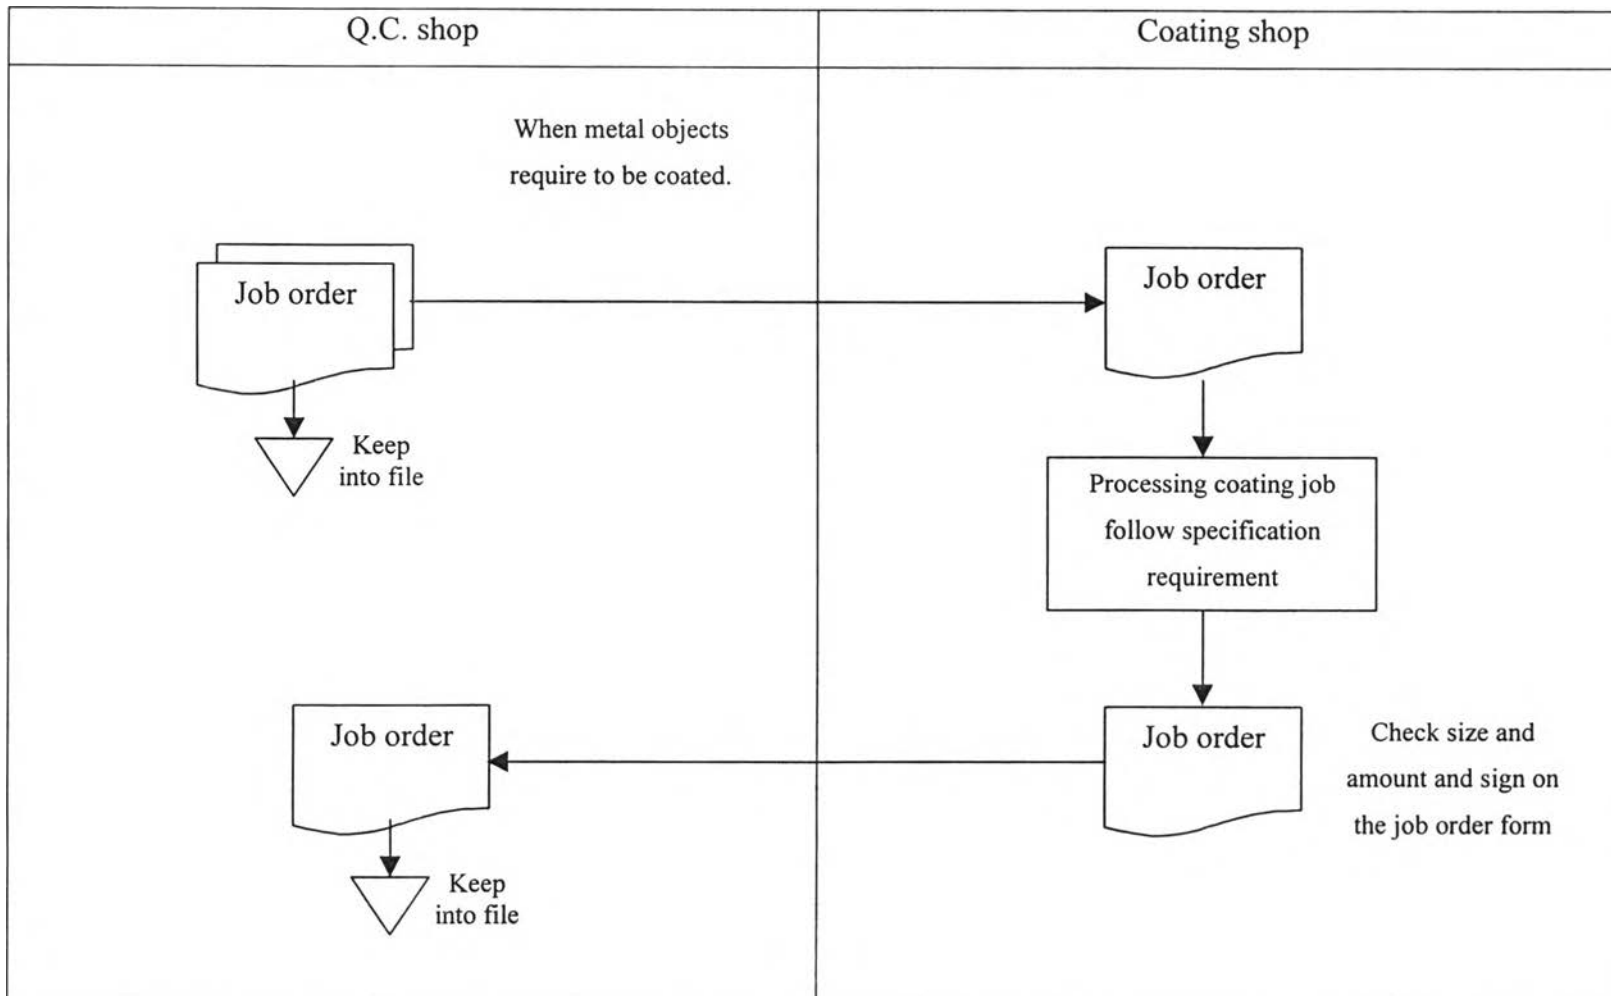 Q.C. shop
Coating shop
When metal objects
require to be coated.
Job order
Job order
Keep
into file
Processing coating job
follow specification
requirement
Job order
Job order
Check size and
amount and sign on
the job order form
Keep
into file